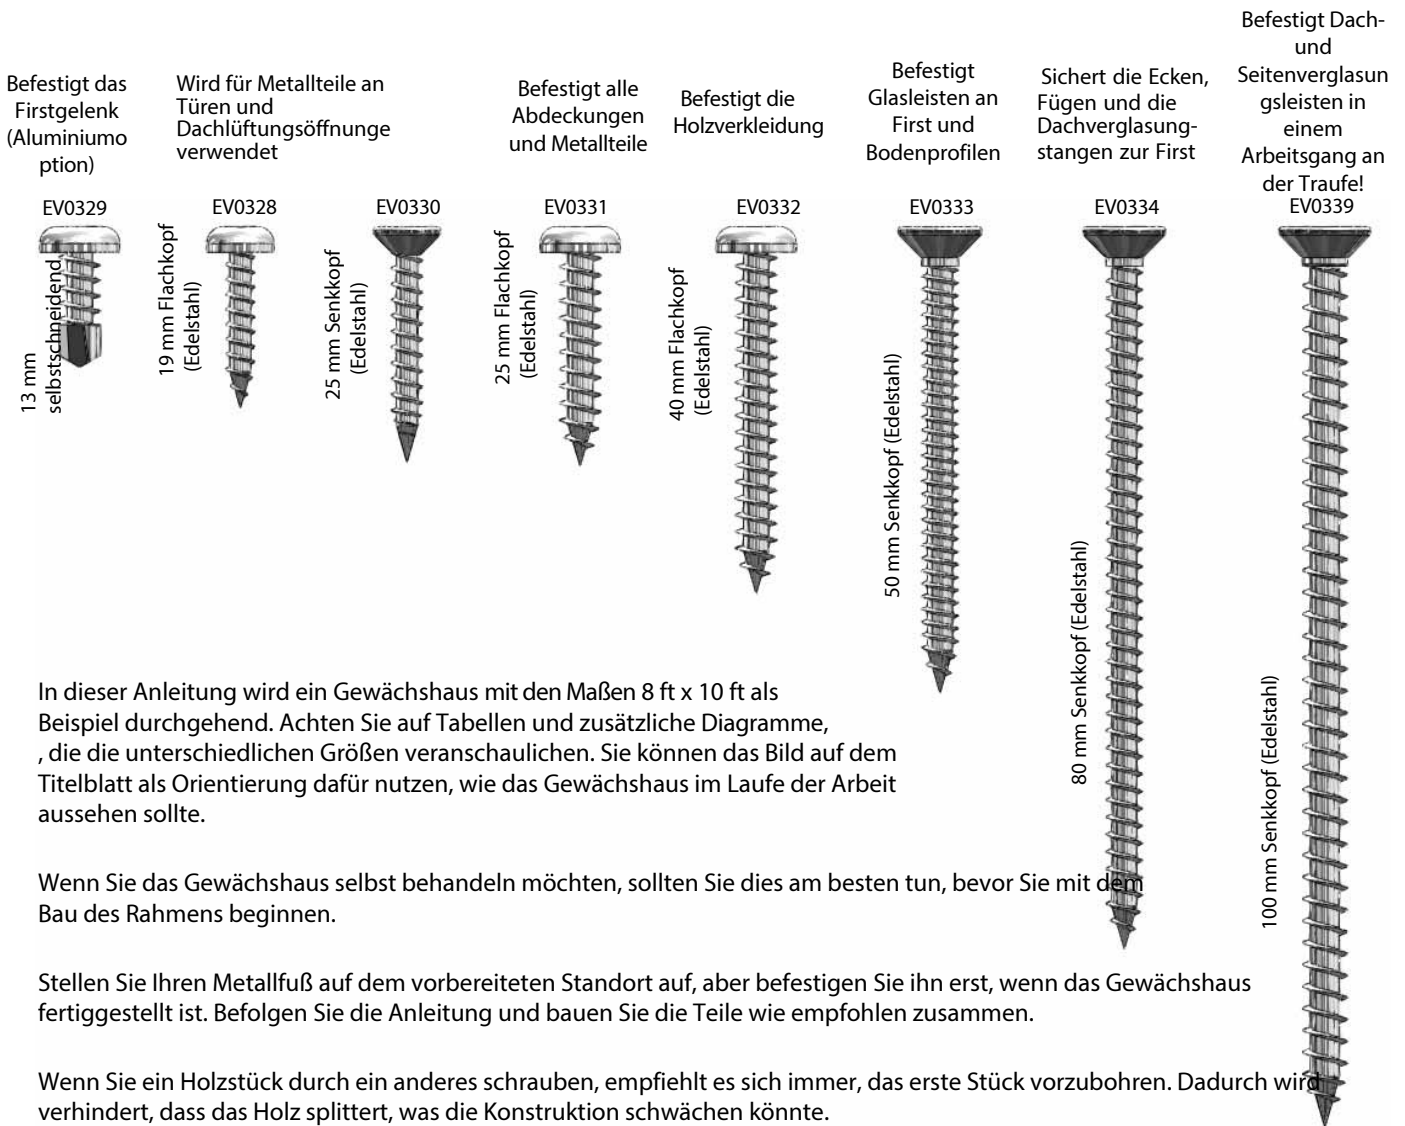 Befestigt das
Firstgelenk
(Aluminiumo
ption)
Wird für Metallteile an
Türen und
Dachlüftungsöffnunge
verwendet
Befestigt alle
Abdeckungen
und Metallteile
Befestigt die
Holzverkleidung
Befestigt
Glasleisten an
First und
Bodenprofilen
Sichert die Ecken,
Fügen und die
Dachverglasung-
stangen zur First
Befestigt Dach-
und
Seitenverglasun
gsleisten in
einem
Arbeitsgang an
der Traufe!
EV0329
EV0328
EV0330
EV0331
EV0332
EV0333
EV0334
EV0339
13 mm
selbstschneidend
19 mm Flachkopf
(Edelstahl)
25 mm Senkkopf
(Edelstahl)
25 mm Flachkopf
(Edelstahl)
40 mm Flachkopf
(Edelstahl)
50 mm Senkkopf (Edelstahl)
80 mm Senkkopf (Edelstahl)
100 mm Senkkopf (Edelstahl)
In dieser Anleitung wird ein Gewächshaus mit den Maßen 8 ft x 10 ft als
Beispiel durchgehend. Achten Sie auf Tabellen und zusätzliche Diagramme,
, die die unterschiedlichen Größen veranschaulichen. Sie können das Bild auf dem
Titelblatt als Orientierung dafür nutzen, wie das Gewächshaus im Laufe der Arbeit
aussehen sollte.
Wenn Sie das Gewächshaus selbst behandeln möchten, sollten Sie dies am besten tun, bevor Sie mit dem
Bau des Rahmens beginnen.
Stellen Sie Ihren Metallfuß auf dem vorbereiteten Standort auf, aber befestigen Sie ihn erst, wenn das Gewächshaus
fertiggestellt ist. Befolgen Sie die Anleitung und bauen Sie die Teile wie empfohlen zusammen.
Wenn Sie ein Holzstück durch ein anderes schrauben, empfiehlt es sich immer, das erste Stück vorzubohren. Dadurch wird
verhindert, dass das Holz splittert, was die Konstruktion schwächen könnte.